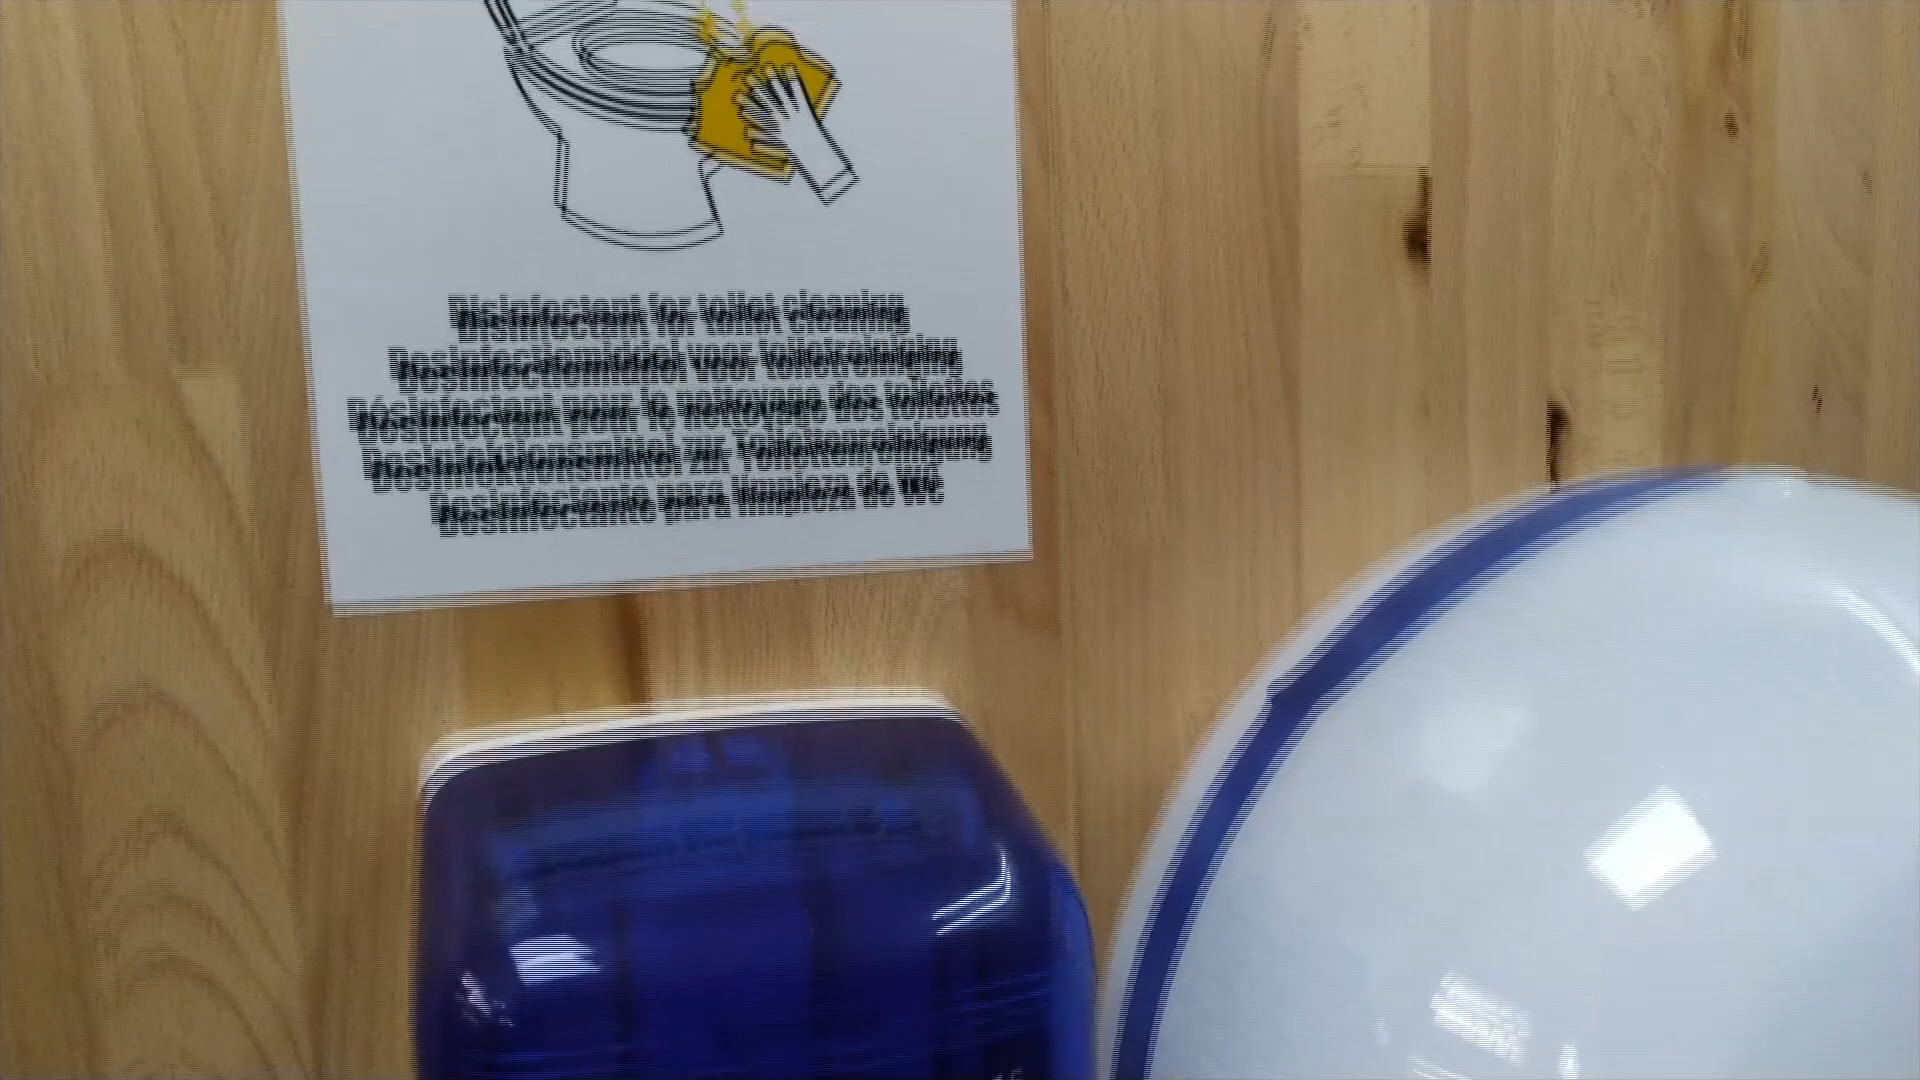 Disinfectant for toilet cleaning
Desinfectiemiddel voor toiletreiniging
Désinfectant pour le nettoyage des toilettes
Desinfektionsmittel zur Toilettenreinigung
Desinfectante para limpieza de Wc